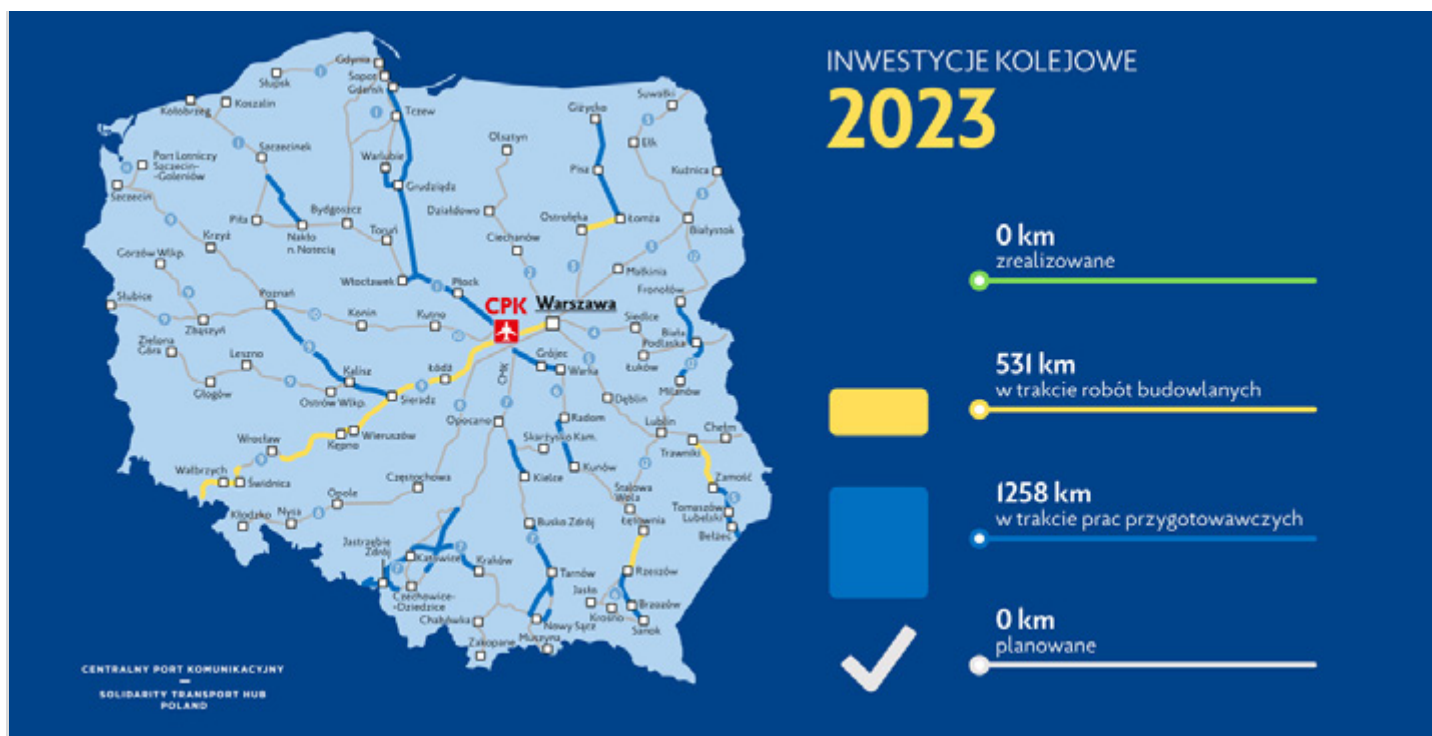 INWESTYCJE KOLEJOWE
2023
0 km
zrealizowane
531 km
w trakcie robót budowlanych
1258 km
w trakcie prac przygotowawczych
0 km
planowane
Gdynia
Sopot
Gdańsk
Słupsk
Koszalin
Kołobrzeg
Tczew
Giżycko
Suwałki
Olsztyn
Ełk
Szczecinek
Warlubie
Port Lotniczy
Szczecin-
-Goleniów
Pisz
Kuźnica
Szczecin
Grudziądz
Działdowo
Ostrołęka
Łomża
Piła
Bydgoszcz
Nakło
n. Notecią
Toruń
Białystok
Krzyż
Ciechanów
Gorzów Wlkp.
Małkinia
Włocławek
Płock
Fronołów
Słubice
Poznań
CPK
Warszawa
Zbąszyń
Konin
Kutno
Siedlce
Biała
Podlaska
Zielona
Góra
Leszno
Łódź
Grójec
Warka
Łuków
Kalisz
CMK
Milanów
Głogów
Ostrów Wlkp.
Sieradz
Dęblin
Opoczno
Radom
Lublin
Chełm
Wrocław
Kępno
Wieruszów
Skarżysko Kam.
Trawniki
Wałbrzych
Świdnica
Częstochowa
Kielce
Kunów
Zamość
Opole
Stalowa
Wola
Tomaszów
Lubelski
Kłodzko
Nysa
Busko Zdrój
Łętownia
Bełżec
Jastrzębie
Zdrój
Katowice
Kraków
Tarnów
Rzeszów
Czechowice-
-Dziedzice
Jasło
Krosno
Brzozów
Sanok
Chabówka
Nowy Sącz
Muszyna
Zakopane
CENTRALNY PORT KOMUNIKACYJNY
—
SOLIDARITY TRANSPORT HUB
POLAND